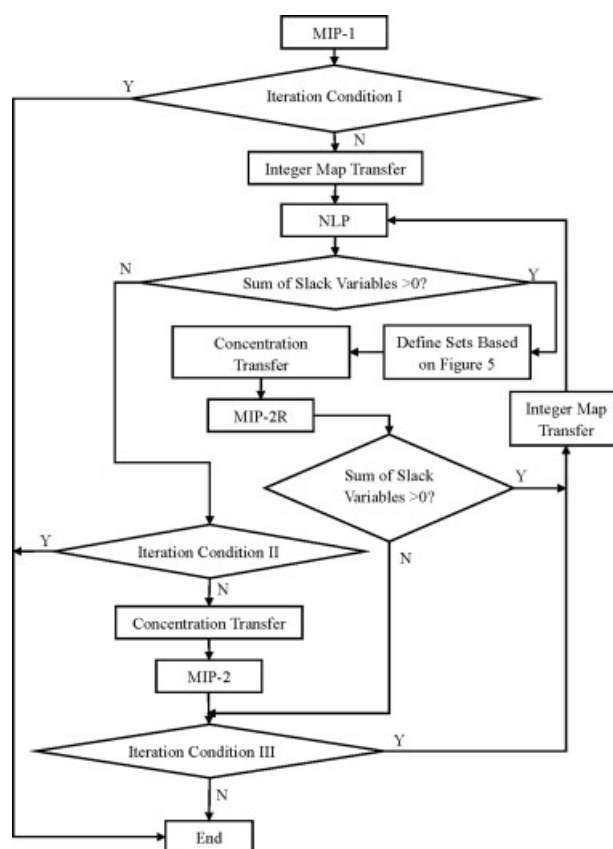 MIP-1
Y
Iteration Condition I
N
Integer Map Transfer
NLP
N
Sum of Slack Variables >0?
Y
Concentration
Transfer
Define Sets Based
on Figure 5
Integer Map
Transfer
MIP-2R
Sum of Slack
Variables >0?
Y
Y
Iteration Condition II
N
N
Concentration Transfer
MIP-2
Iteration Condition III
Y
N
End